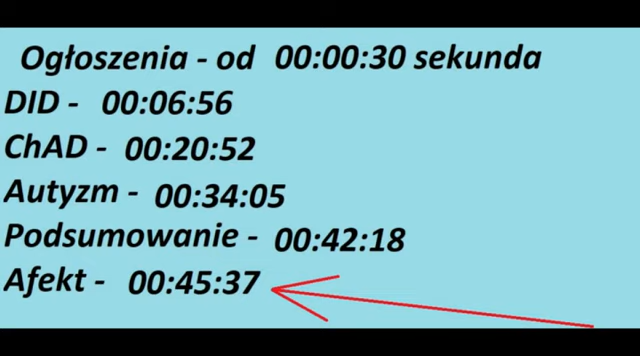 Ogłoszenia - od 00:00:30 sekunda
DID - 00:06:56
ChAD - 00:20:52
Autyzm - 00:34:05
Podsumowanie - 00:42:18
Afekt - 00:45:37